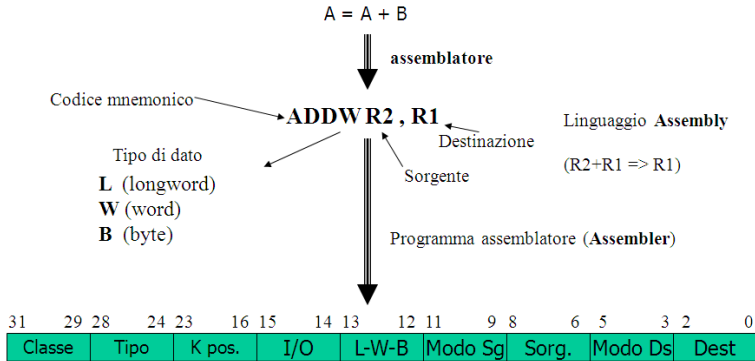 A = A + B
assemblatore
Codice mnemonico
ADDW R2 , R1
Linguaggio Assembly
Destinazione
Tipo di dato
(R2+R1 => R1)
Sorgente
L (longword)
W (word)
B (byte)
Programma assemblatore (Assembler)
31 29 28 24 23 16 15 14 13 12 11 9 8 6 5 3 2 0
Classe Tipo K pos. I/O L-W-B Modo Sg Sorg. Modo Ds Dest